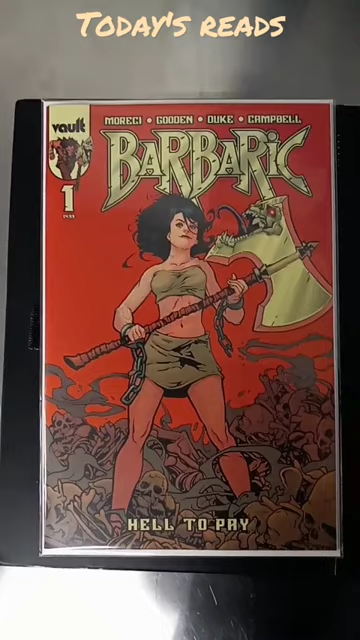 TODAY'S READS
MORECI • GOODEN • DUKE • CAMPBELL
vault
BARBARIC
1
HELL TO PAY